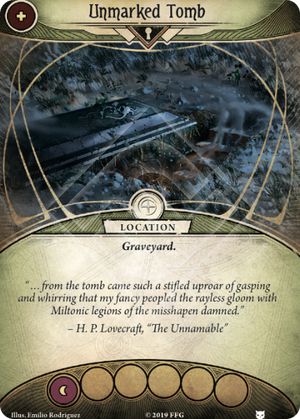 Unmarked Tomb
LOCATION
Graveyard.
“…from the tomb came such a stifled uproar of gasping
and whirring that my fancy peopled the rayless gloom with
Miltonic legions of the misshapen damned.”
– H. P. Lovecraft, “The Unnamable”
Illus. Emilio Rodriguez
© 2019 FFG